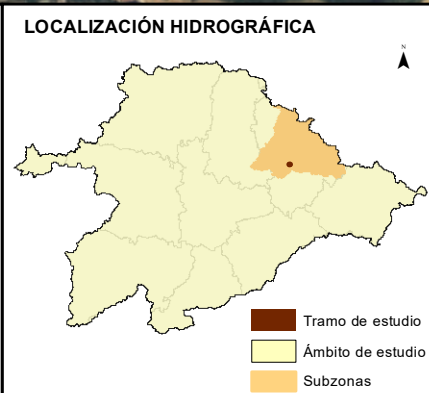 LOCALIZACIÓN HIDROGRÁFICA
N
Tramo de estudio
Ámbito de estudio
Subzonas